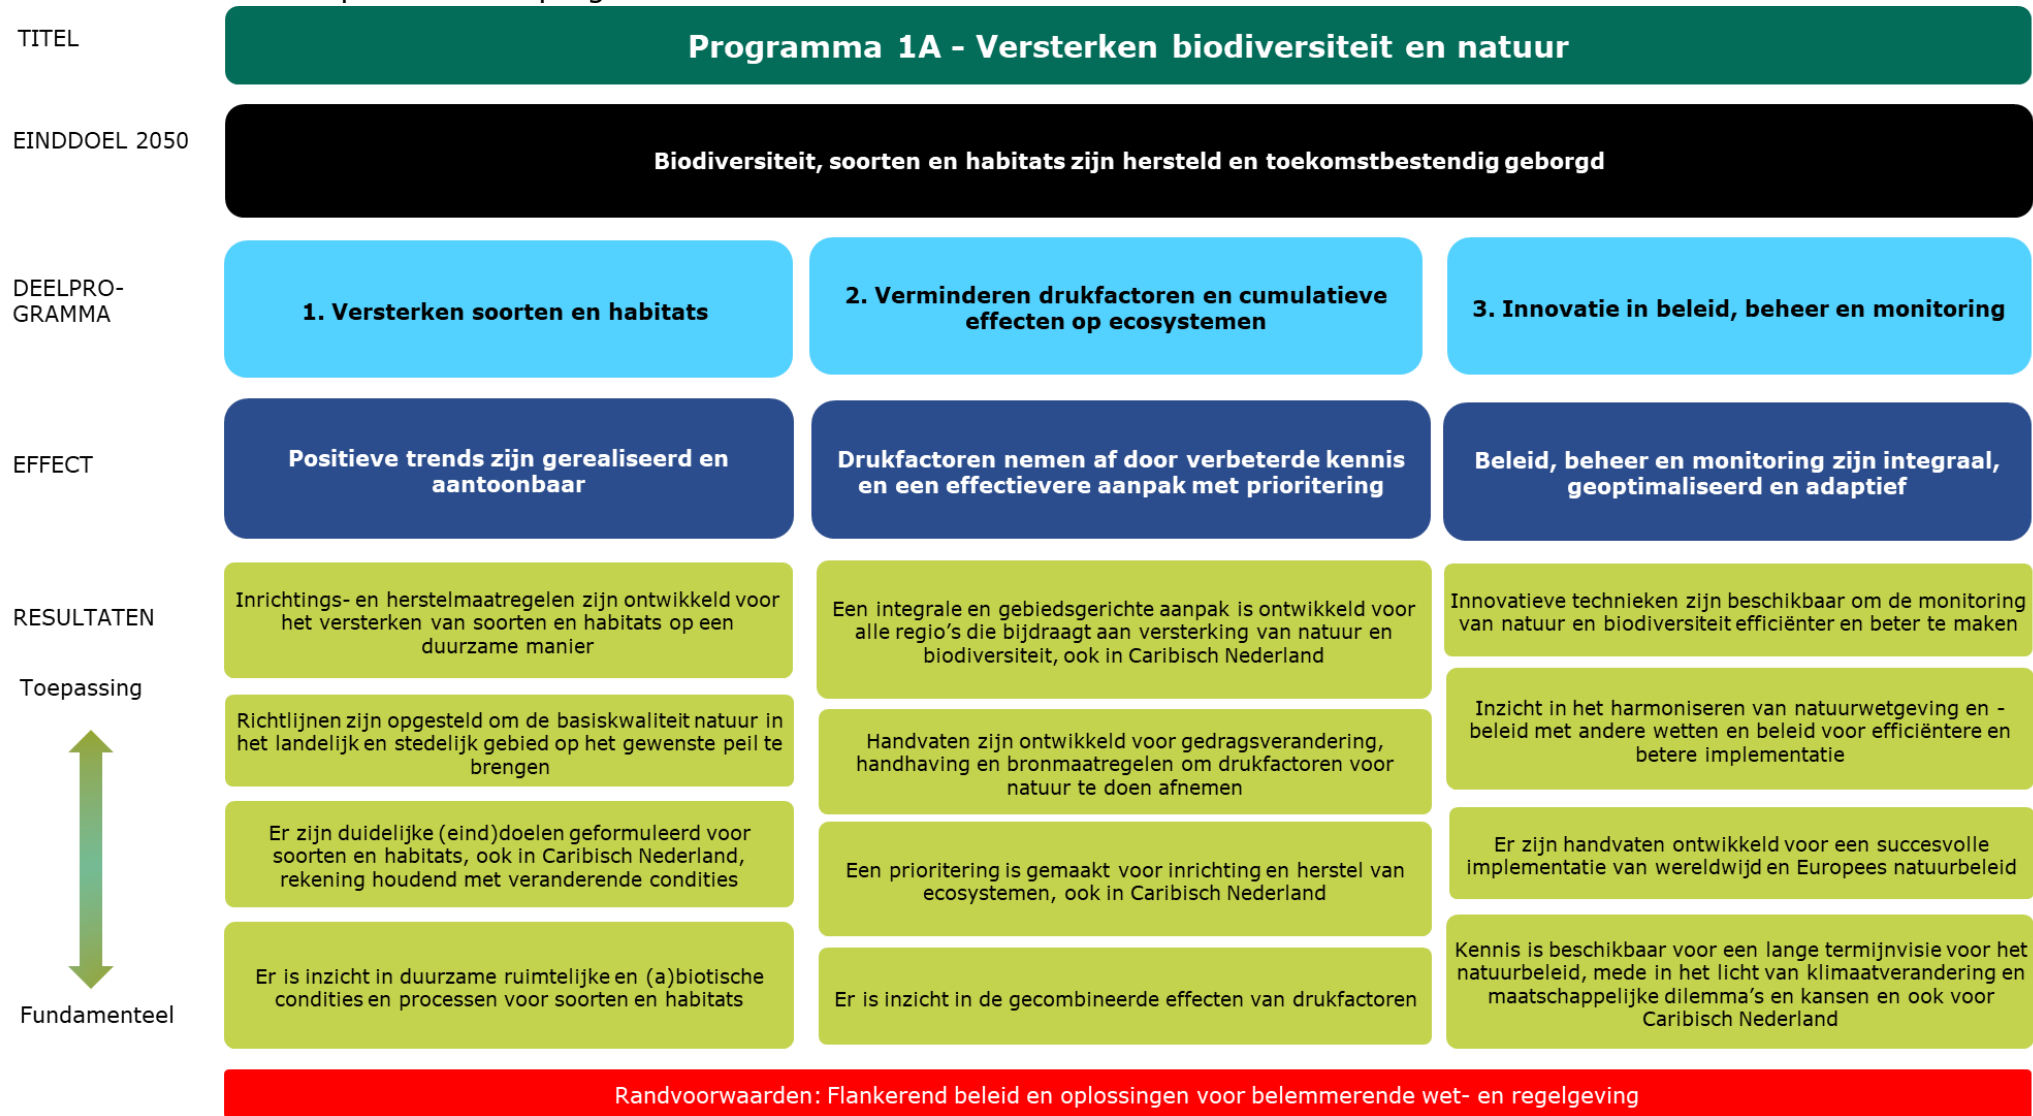 TITEL
Programma 1A - Versterken biodiversiteit en natuur
EINDDOEL 2050
Biodiversiteit, soorten en habitats zijn hersteld en toekomstbestendig geborgd
DEELPRO-
GRAMMA
1. Versterken soorten en habitats
2. Verminderen drukfactoren en cumulatieve
effecten op ecosystemen
3. Innovatie in beleid, beheer en monitoring
EFFECT
Positieve trends zijn gerealiseerd en
aantoonbaar
Drukfactoren nemen af door verbeterde kennis
en een effectievere aanpak met prioritering
Beleid, beheer en monitoring zijn integraal,
geoptimaliseerd en adaptief
RESULTATEN
Toepassing
Fundamenteel
Inrichtings- en herstelmaatregelen zijn ontwikkeld voor
het versterken van soorten en habitats op een
duurzame manier
Richtlijnen zijn opgesteld om de basiskwaliteit natuur in
het landelijk en stedelijk gebied op het gewenste peil te
brengen
Er zijn duidelijke (eind)doelen geformuleerd voor
soorten en habitats, ook in Caribisch Nederland,
rekening houdend met veranderende condities
Er is inzicht in duurzame ruimtelijke en (a)biotische
condities en processen voor soorten en habitats
Een integrale en gebiedsgerichte aanpak is ontwikkeld voor
alle regio's die bijdraagt aan versterking van natuur en
biodiversiteit, ook in Caribisch Nederland
Handvaten zijn ontwikkeld voor gedragsverandering,
handhaving en bronmaatregelen om drukfactoren voor
natuur te doen afnemen
Een prioritering is gemaakt voor inrichting en herstel van
ecosystemen, ook in Caribisch Nederland
Er is inzicht in de gecombineerde effecten van drukfactoren
Innovatieve technieken zijn beschikbaar om de monitoring
van natuur en biodiversiteit efficiënter en beter te maken
Inzicht in het harmoniseren van natuurwetgeving en -
beleid met andere wetten en beleid voor efficiëntere en
betere implementatie
Er zijn handvaten ontwikkeld voor een succesvolle
implementatie van wereldwijd en Europees natuurbeleid
Kennis is beschikbaar voor een lange termijnvisie voor het
natuurbeleid, mede in het licht van klimaatverandering en
maatschappelijke dilemma's en kansen en ook voor
Caribisch Nederland
Randvoorwaarden: Flankerend beleid en oplossingen voor belemmerende wet- en regelgeving